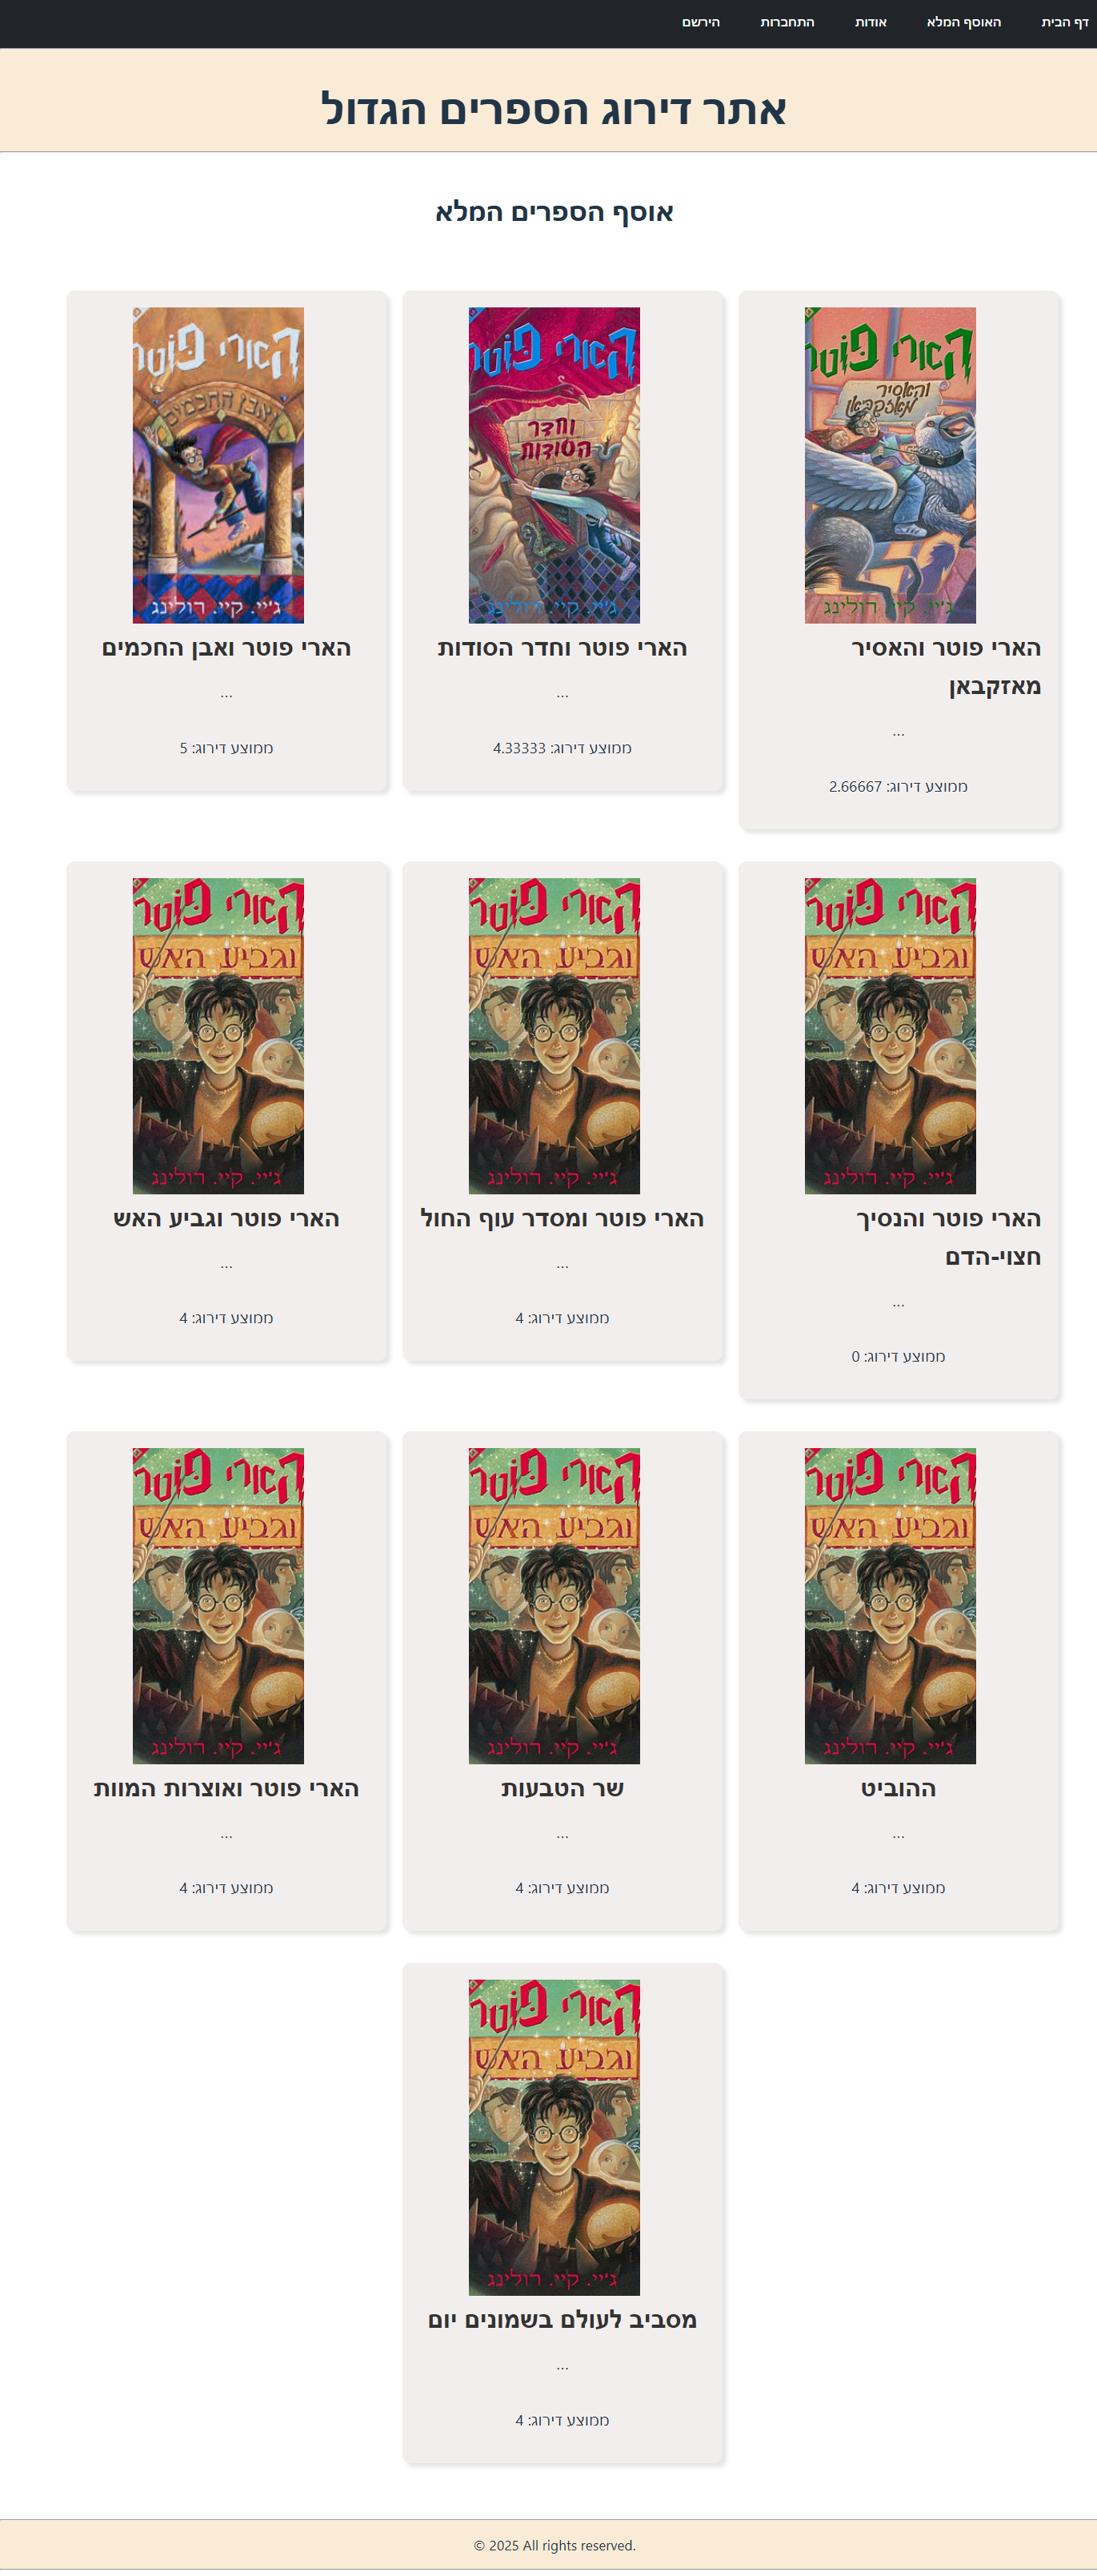 דף הבית
האוסף המלא
אודות
התחברות
הירשם
אתר דירוג הספרים הגדול
אוסף הספרים המלא
הארי פוטר
והאסיר
מאזקבאן
ג'יי. קיי. רולינג
הארי פוטר והאסיר
מאזקבאן
...
ממוצע דירוג: 2.66667
הארי פוטר
וחדר
הסודות
ג'יי. קיי. רולינג
הארי פוטר וחדר הסודות
...
ממוצע דירוג: 4.33333
הארי פוטר
ואבן החכמים
ג'יי. קיי. רולינג
הארי פוטר ואבן החכמים
...
ממוצע דירוג: 5
הארי פוטר
וגביע האש
ג'יי. קיי. רולינג
הארי פוטר והנסיך
חצוי-הדם
...
ממוצע דירוג: 0
הארי פוטר
וגביע האש
ג'יי. קיי. רולינג
הארי פוטר ומסדר עוף החול
...
ממוצע דירוג: 4
הארי פוטר
וגביע האש
ג'יי. קיי. רולינג
הארי פוטר וגביע האש
...
ממוצע דירוג: 4
הארי פוטר
וגביע האש
ג'יי. קיי. רולינג
ההוביט
...
ממוצע דירוג: 4
הארי פוטר
וגביע האש
ג'יי. קיי. רולינג
שר הטבעות
...
ממוצע דירוג: 4
הארי פוטר
וגביע האש
ג'יי. קיי. רולינג
הארי פוטר ואוצרות המוות
...
ממוצע דירוג: 4
הארי פוטר
וגביע האש
ג'יי. קיי. רולינג
מסביב לעולם בשמונים יום
...
ממוצע דירוג: 4
© 2025 All rights reserved.